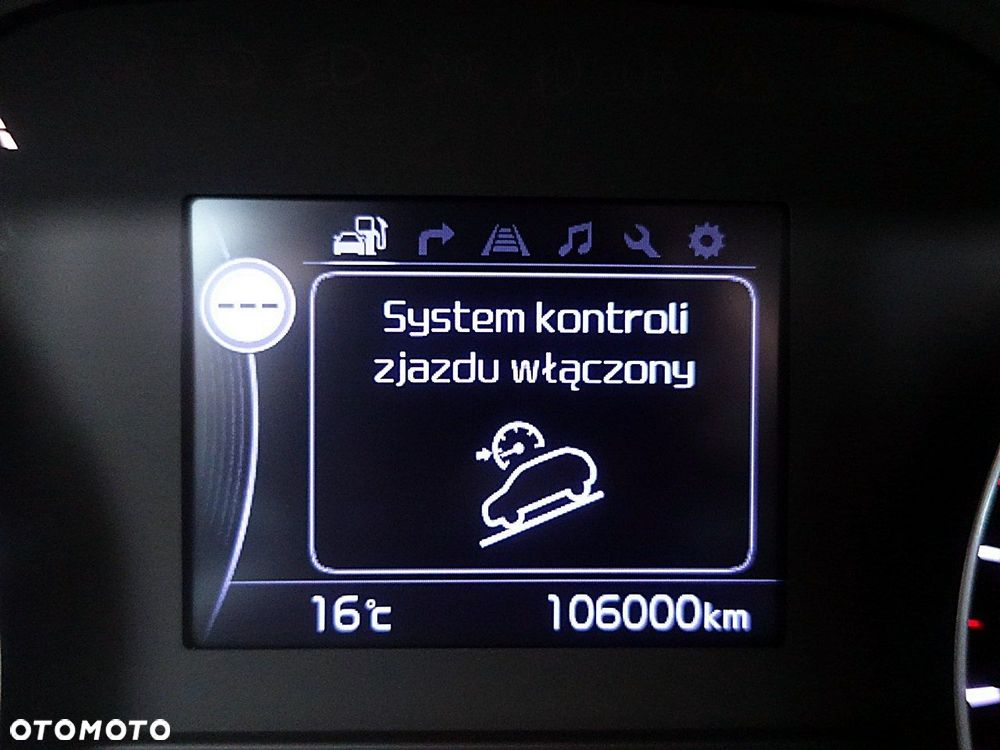 ---
System kontroli
zjazdu włączony
16°C
106000km
OTOMOTO